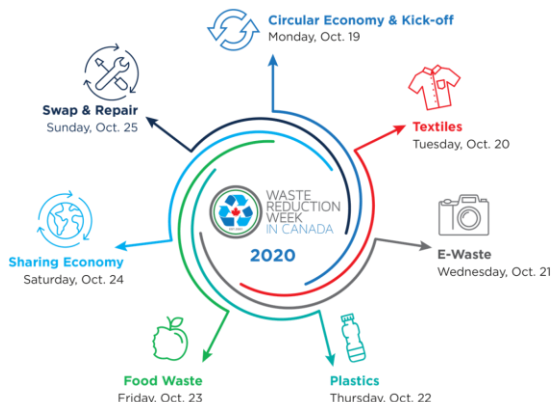 Circular Economy & Kick-off
Monday, Oct. 19
Textiles
Tuesday, Oct. 20
E-Waste
Wednesday, Oct. 21
Plastics
Thursday, Oct. 22
Food Waste
Friday, Oct. 23
Sharing Economy
Saturday, Oct. 24
Swap & Repair
Sunday, Oct. 25
WASTE
REDUCTION
WEEK
IN CANADA
2020